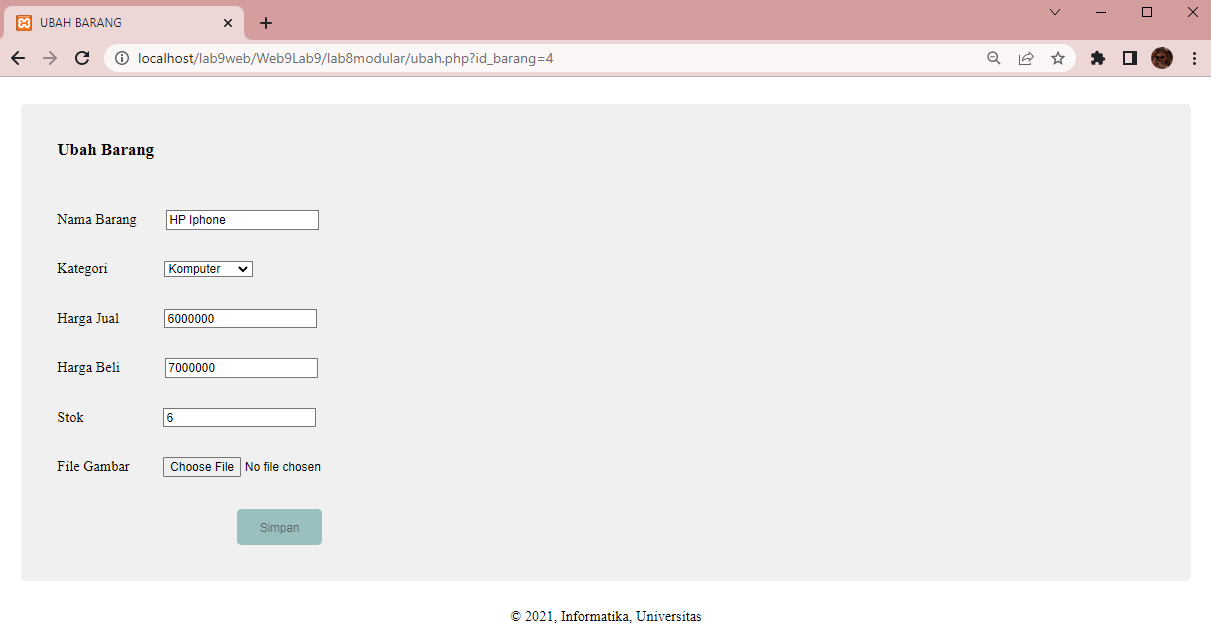 UBAH BARANG
localhost/lab9web/Web9Lab9/lab8modular/ubah.php?id_barang=4
Ubah Barang
Nama Barang HP Iphone
Kategori Komputer
Harga Jual 6000000
Harga Beli 7000000
Stok 6
File Gambar Choose File No file chosen
Simpan
© 2021, Informatika, Universitas